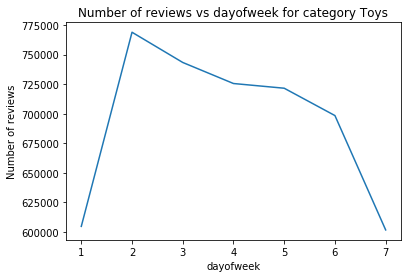 Number of reviews vs dayofweek for category Toys
Number of reviews
775000
750000
725000
700000
675000
650000
625000
600000
1 2 3 4 5 6 7
dayofweek